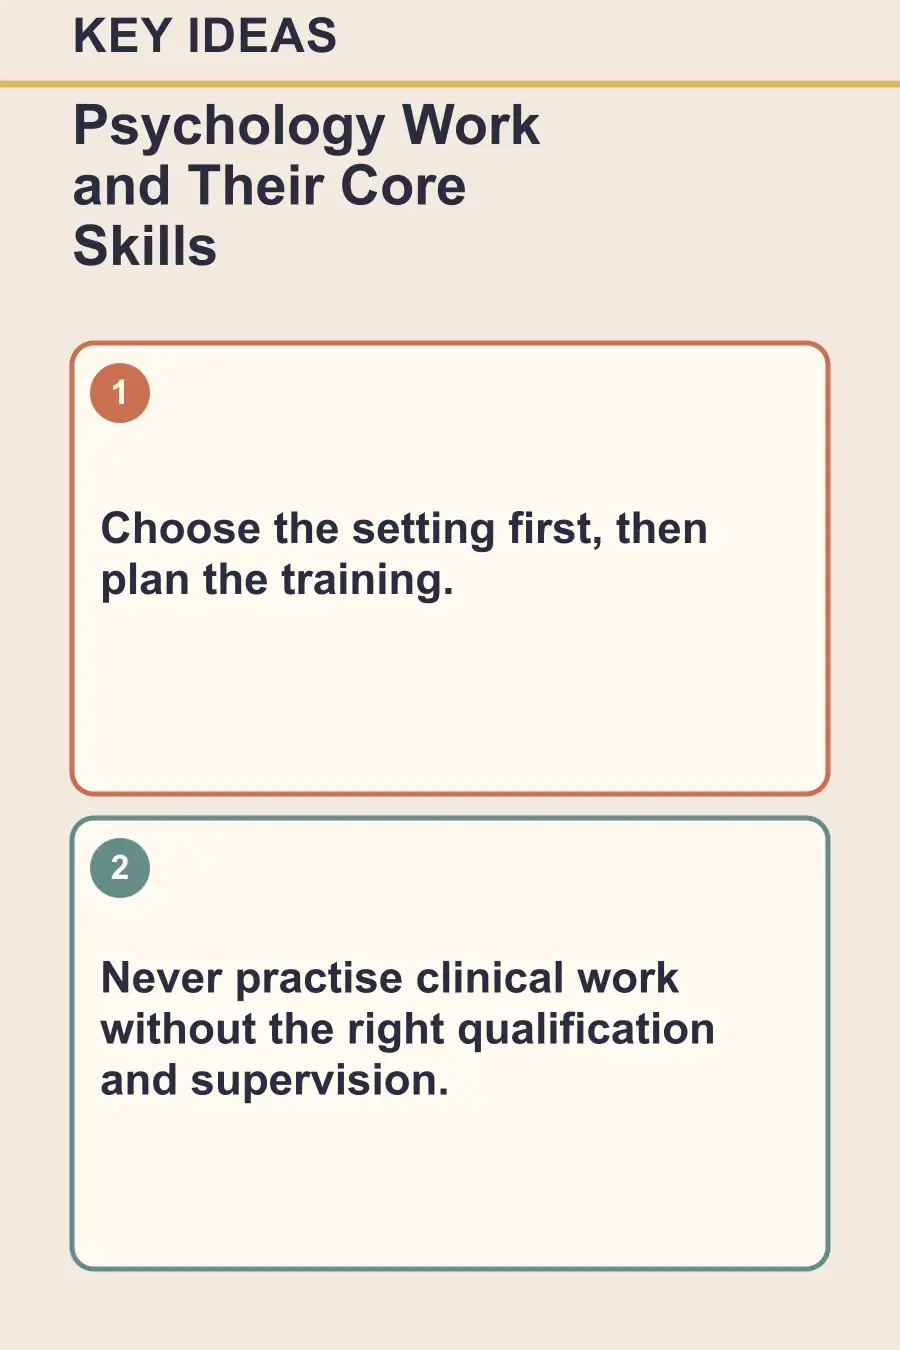 KEY IDEAS
Psychology Work
and Their Core
Skills
1
Choose the setting first, then
plan the training.
2
Never practise clinical work
without the right qualification
and supervision.